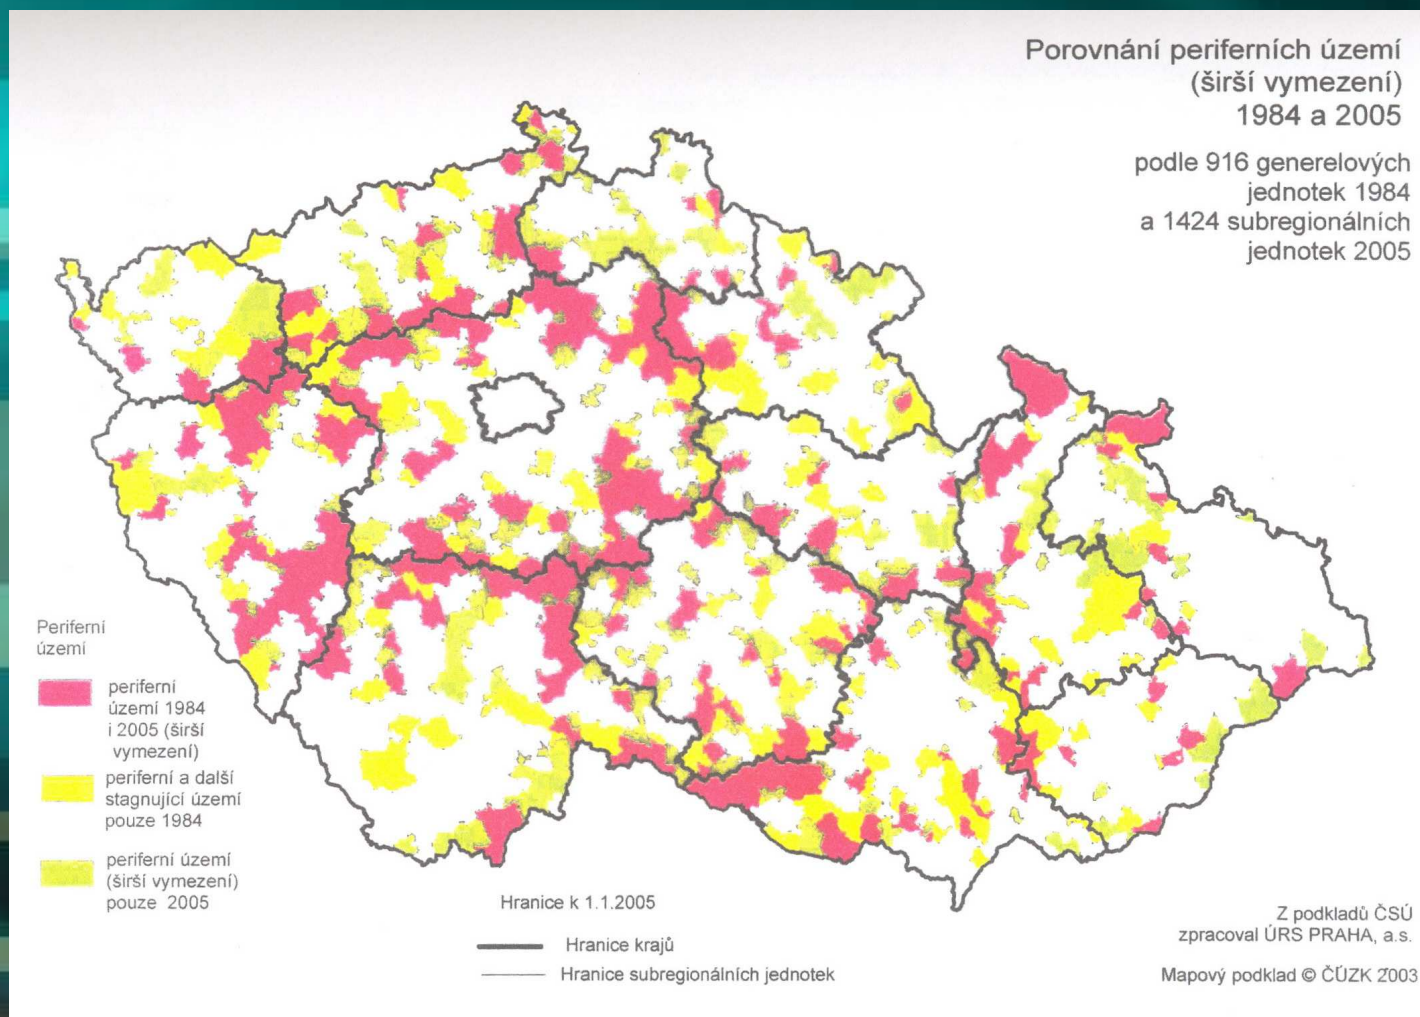 Porovnání periferních území
(širší vymezení)
1984 a 2005
podle 916 generelových
jednotek 1984
a 1424 subregionálních
jednotek 2005
Periferní
území
periferní
území 1984
i 2005 (širší
vymezení)
periferní a další
stagnující území
pouze 1984
periferní území
(širší vymezení)
pouze 2005
Hranice k 1.1.2005
Hranice krajů
Hranice subregionálních jednotek
Z podkladů ČSÚ
zpracoval ÚRS PRAHA, a.s.
Mapový podklad © ČÚZK 2003